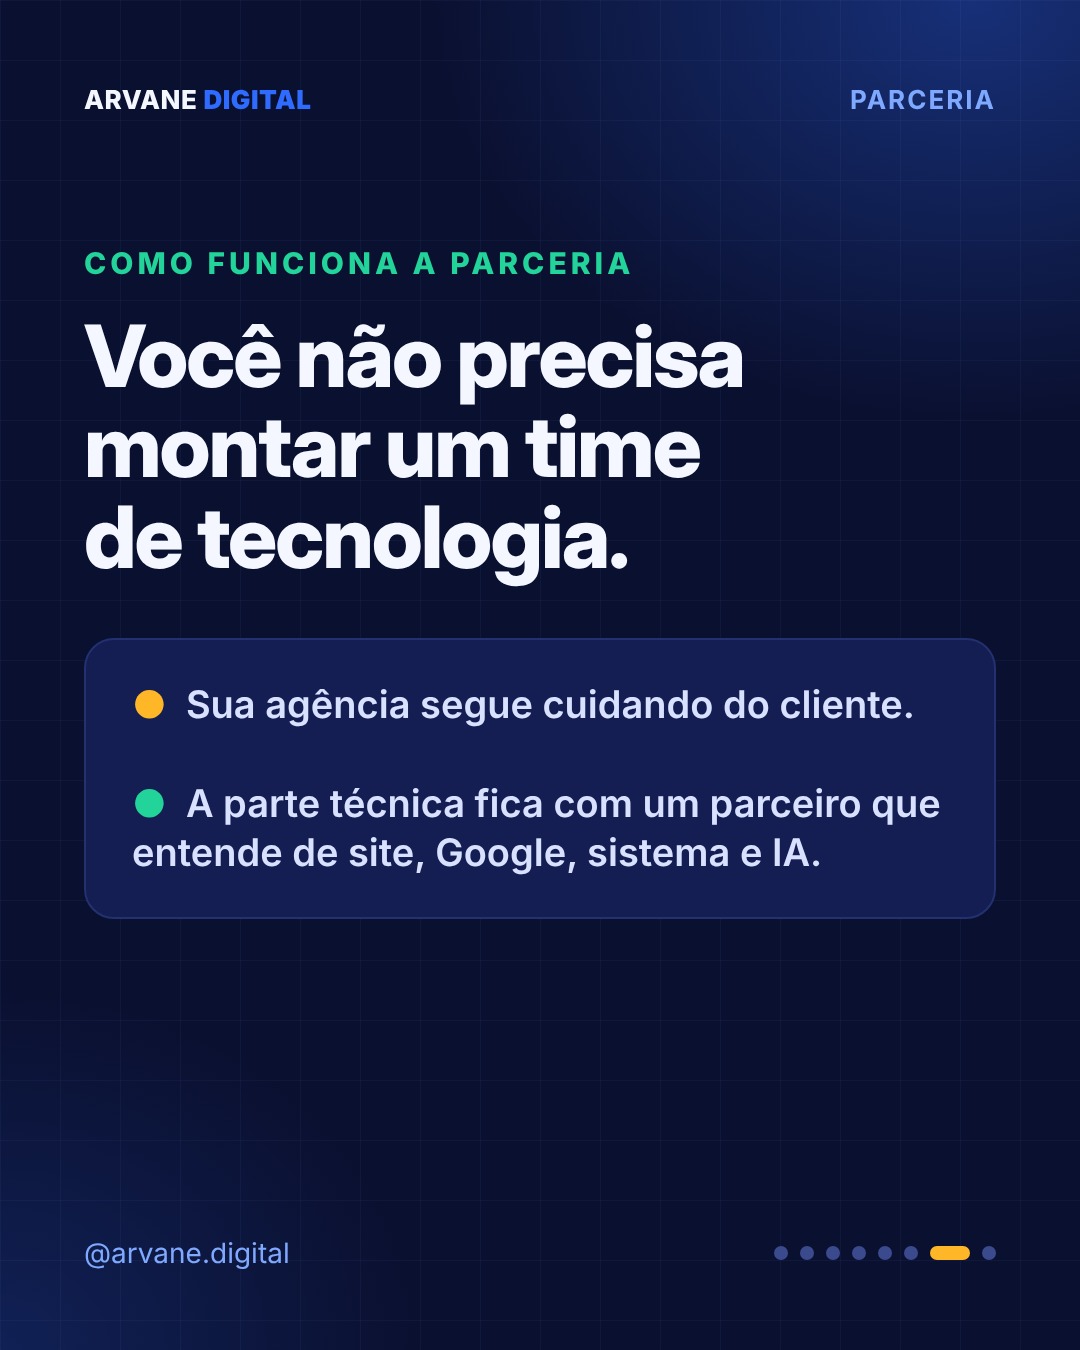 ARVANE DIGITAL
PARCERIA
COMO FUNCIONA A PARCERIA
Você não precisa
montar um time
de tecnologia.
Sua agência segue cuidando do cliente.
A parte técnica fica com um parceiro que
entende de site, Google, sistema e IA.
@arvane.digital